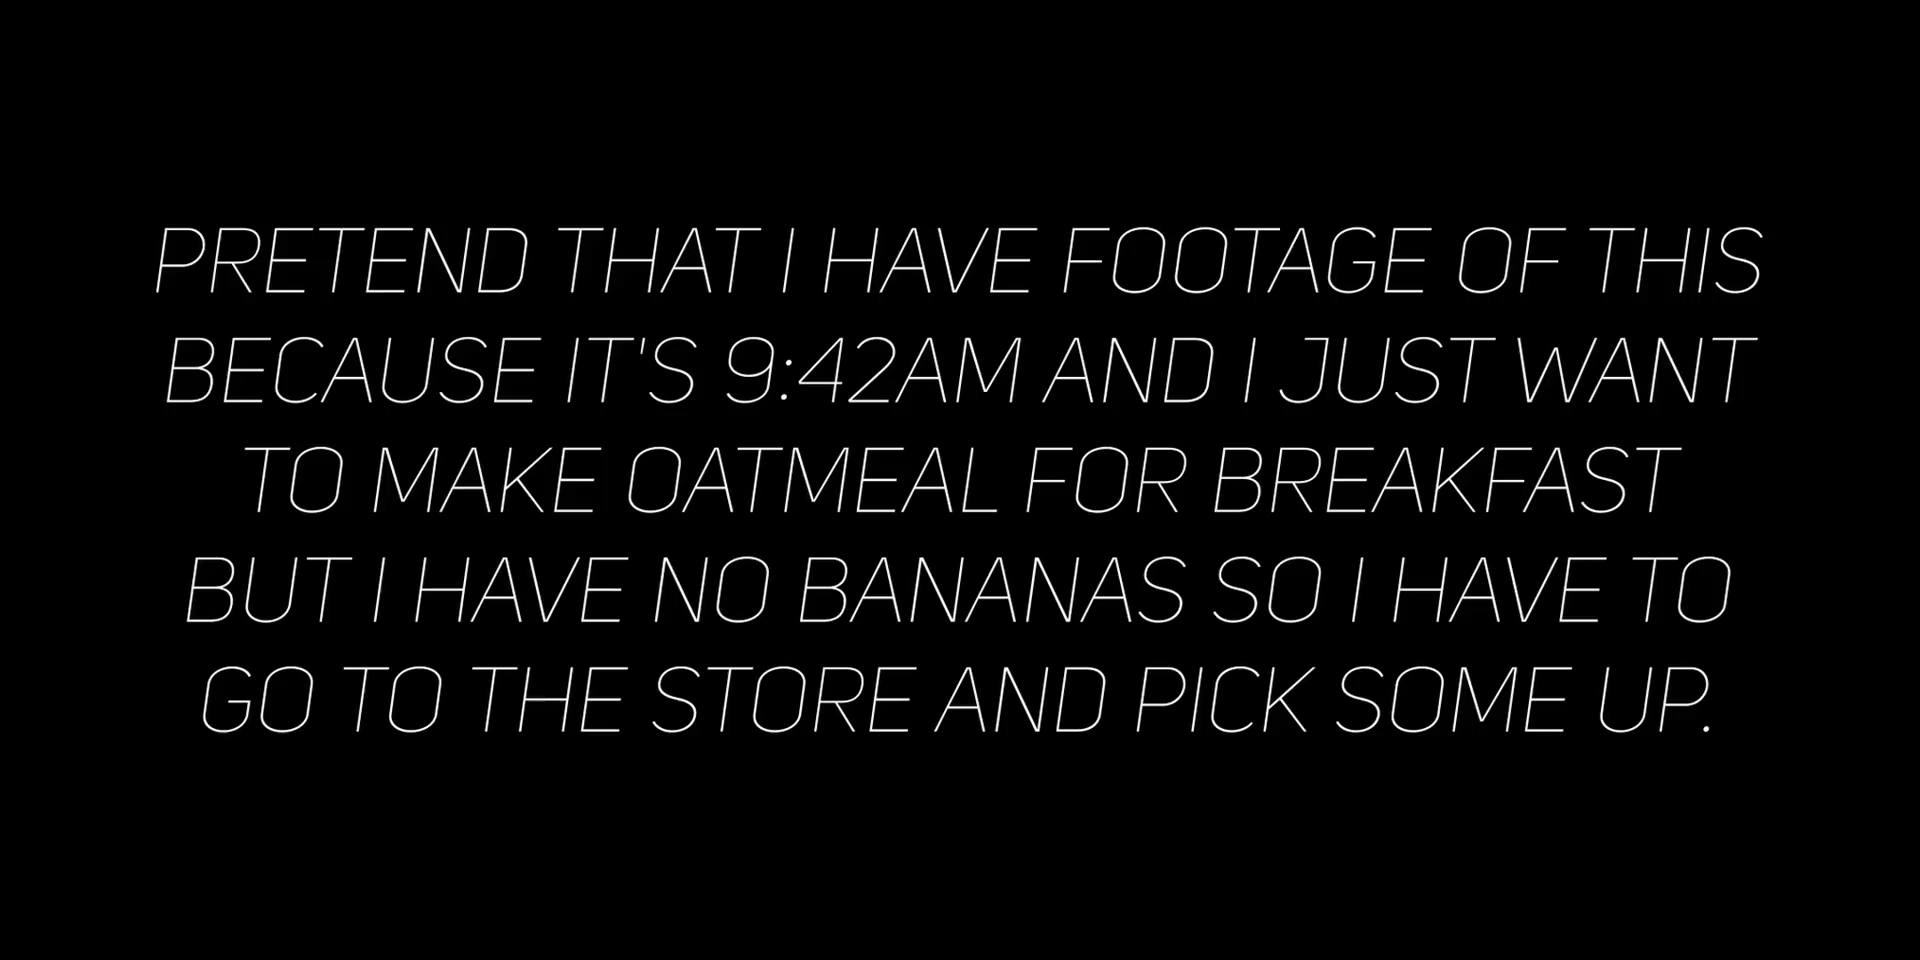 PRETEND THAT I HAVE FOOTAGE OF THIS
BECAUSE IT'S 9:42AM AND I JUST WANT
TO MAKE OATMEAL FOR BREAKFAST
BUT I HAVE NO BANANAS SO I HAVE TO
GO TO THE STORE AND PICK SOME UP.